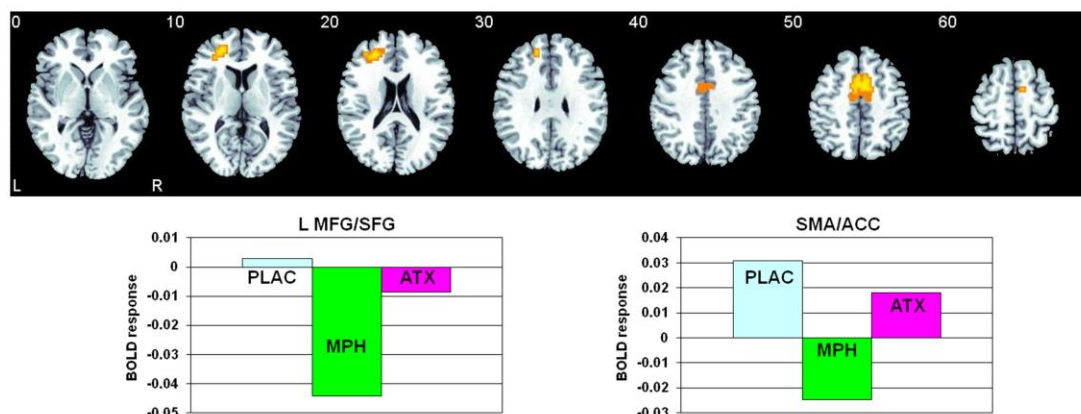 0 10 20 30 40 50 60
L R
L MFG/SFG
0.01
0
-0.01
-0.02
-0.03
-0.04
-0.05
BOLD response
PLAC
MPH
ATX
SMA/ACC
0.04
0.03
0.02
0.01
0
-0.01
-0.02
-0.03
BOLD response
PLAC
MPH
ATX